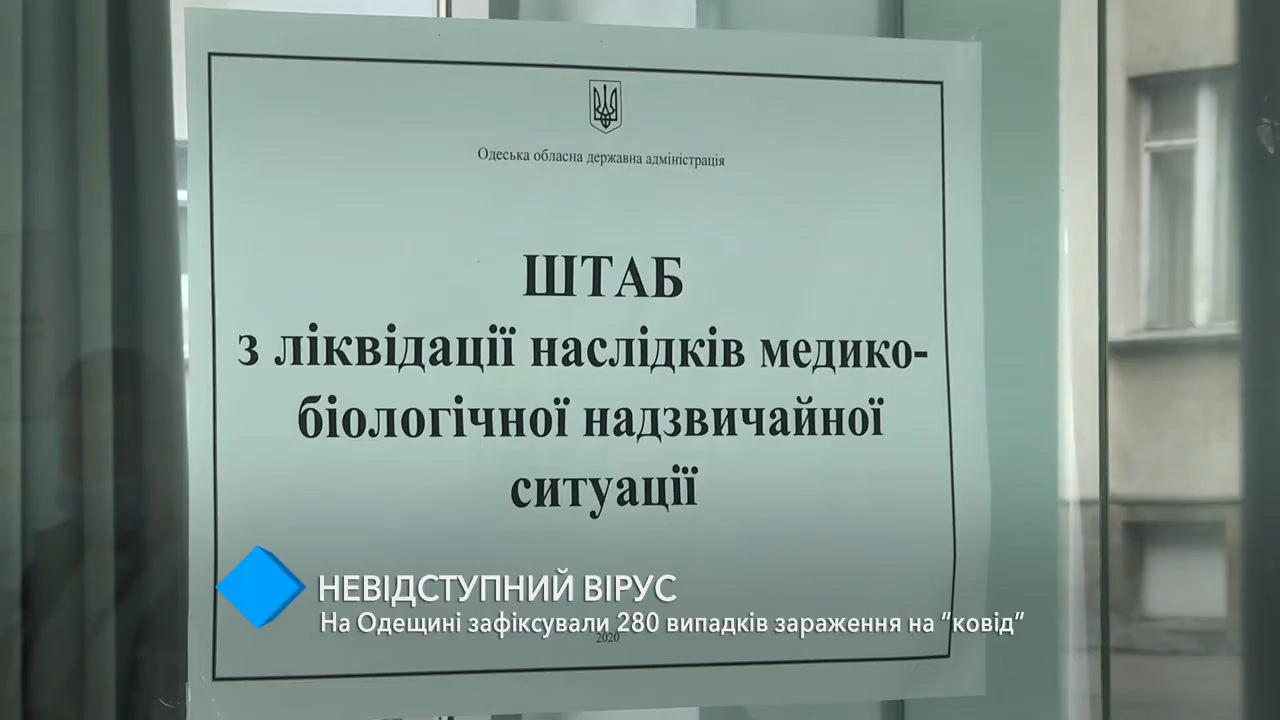 Одеська обласна державна адміністрація
ШТАБ
з ліквідації наслідків медико-
біологічної надзвичайної
ситуації
НЕВІДСТУПНИЙ ВІРУС
На Одещині зафіксували 280 випадків зараження на “ковід”
2020